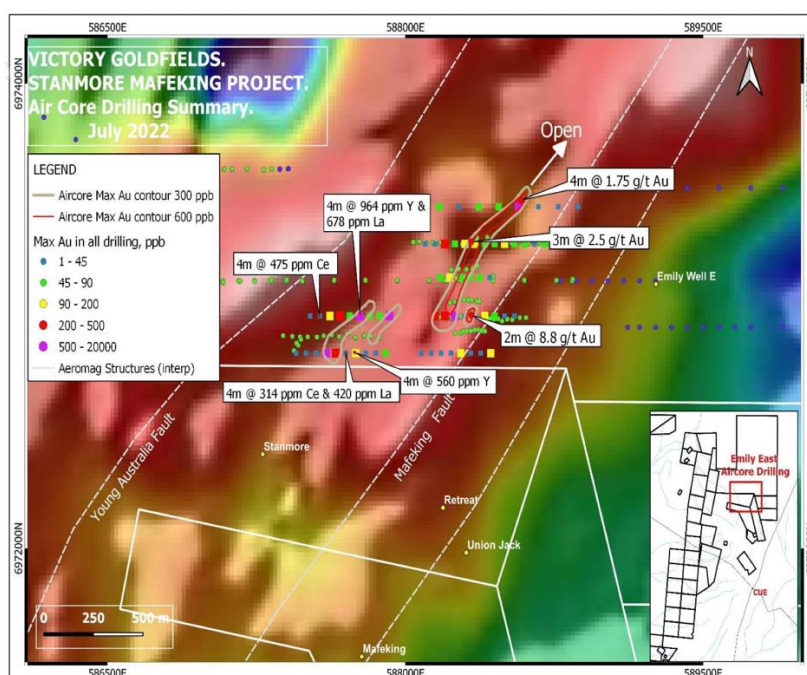 586500E
588000E
589500E
6974000N
6974000N
VICTORY GOLDFIELDS.
STANMORE MAFEKING PROJECT.
Air Core Drilling Summary.
July 2022
N
LEGEND
Aircore Max Au contour 300 ppb
Aircore Max Au contour 600 ppb
Max Au in all drilling, ppb
1 - 45
45 - 90
90 - 200
200 - 500
500 - 20000
Aeromag Structures (interp)
Open
4m @ 1.75 g/t Au
4m @ 964 ppm Y &
678 ppm La
3m @ 2.5 g/t Au
4m @ 475 ppm Ce
Emily Well E
2m @ 8.8 g/t Au
4m @ 560 ppm Y
4m @ 314 ppm Ce & 420 ppm La
Young Australia Fault
Mafeking Fault
Stanmore
Retreat
Union Jack
Mafeking
Emily East
Aircore Drilling
CUE
6972000N
0 250 500 m
586500E
588000E
589500E